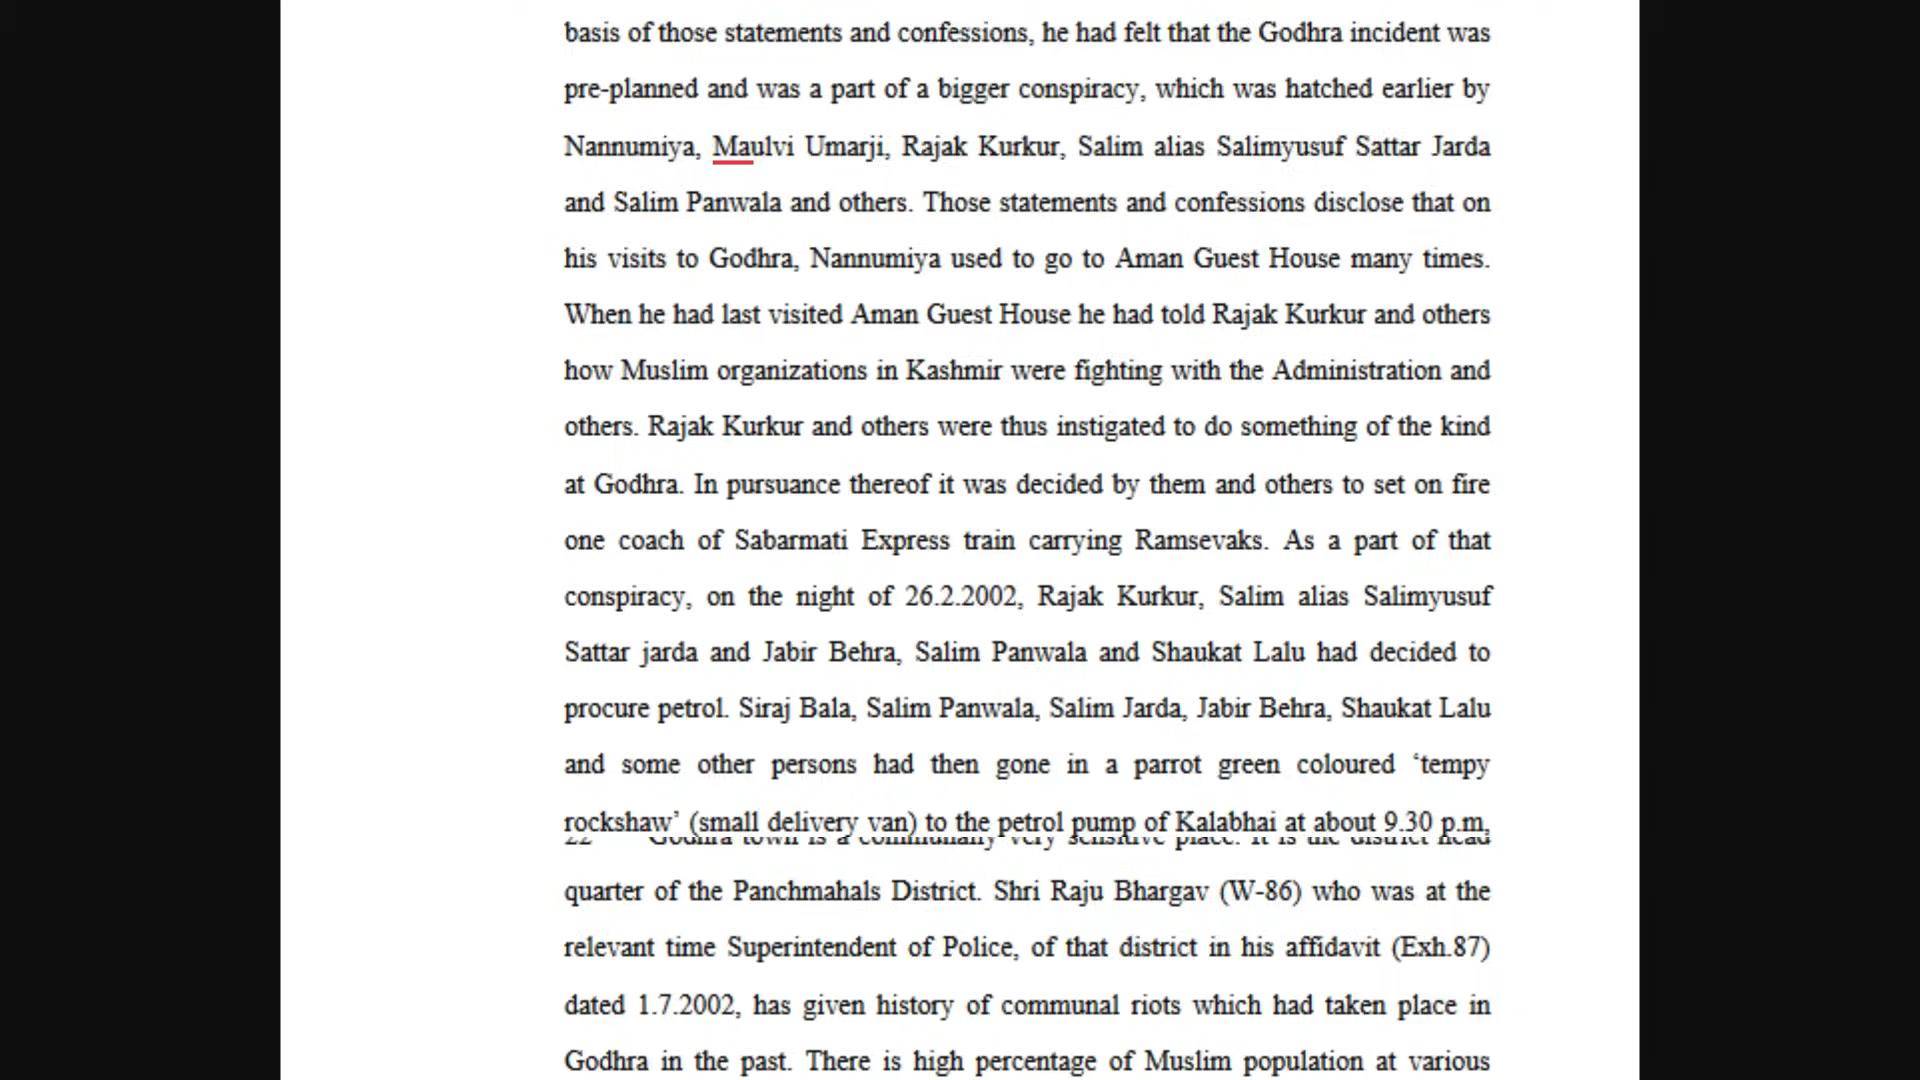 basis of those statements and confessions, he had felt that the Godhra incident was
pre-planned and was a part of a bigger conspiracy, which was hatched earlier by
Nannumiya, Maulvi Umarji, Rajak Kurkur, Salim alias Salimyusuf Sattar Jarda
and Salim Panwala and others. Those statements and confessions disclose that on
his visits to Godhra, Nannumiya used to go to Aman Guest House many times.
When he had last visited Aman Guest House he had told Rajak Kurkur and others
how Muslim organizations in Kashmir were fighting with the Administration and
others. Rajak Kurkur and others were thus instigated to do something of the kind
at Godhra. In pursuance thereof it was decided by them and others to set on fire
one coach of Sabarmati Express train carrying Ramsevaks. As a part of that
conspiracy, on the night of 26.2.2002, Rajak Kurkur, Salim alias Salimyusuf
Sattar jarda and Jabir Behra, Salim Panwala and Shaukat Lalu had decided to
procure petrol. Siraj Bala, Salim Panwala, Salim Jarda, Jabir Behra, Shaukat Lalu
and some other persons had then gone in a parrot green coloured ‘tempy
rockshaw’ (small delivery van) to the petrol pump of Kalabhai at about 9.30 p.m,
22 Godhra town is a communally very sensitive place. It is the district head
quarter of the Panchmahals District. Shri Raju Bhargav (W-86) who was at the
relevant time Superintendent of Police, of that district in his affidavit (Exh.87)
dated 1.7.2002, has given history of communal riots which had taken place in
Godhra in the past. There is high percentage of Muslim population at various